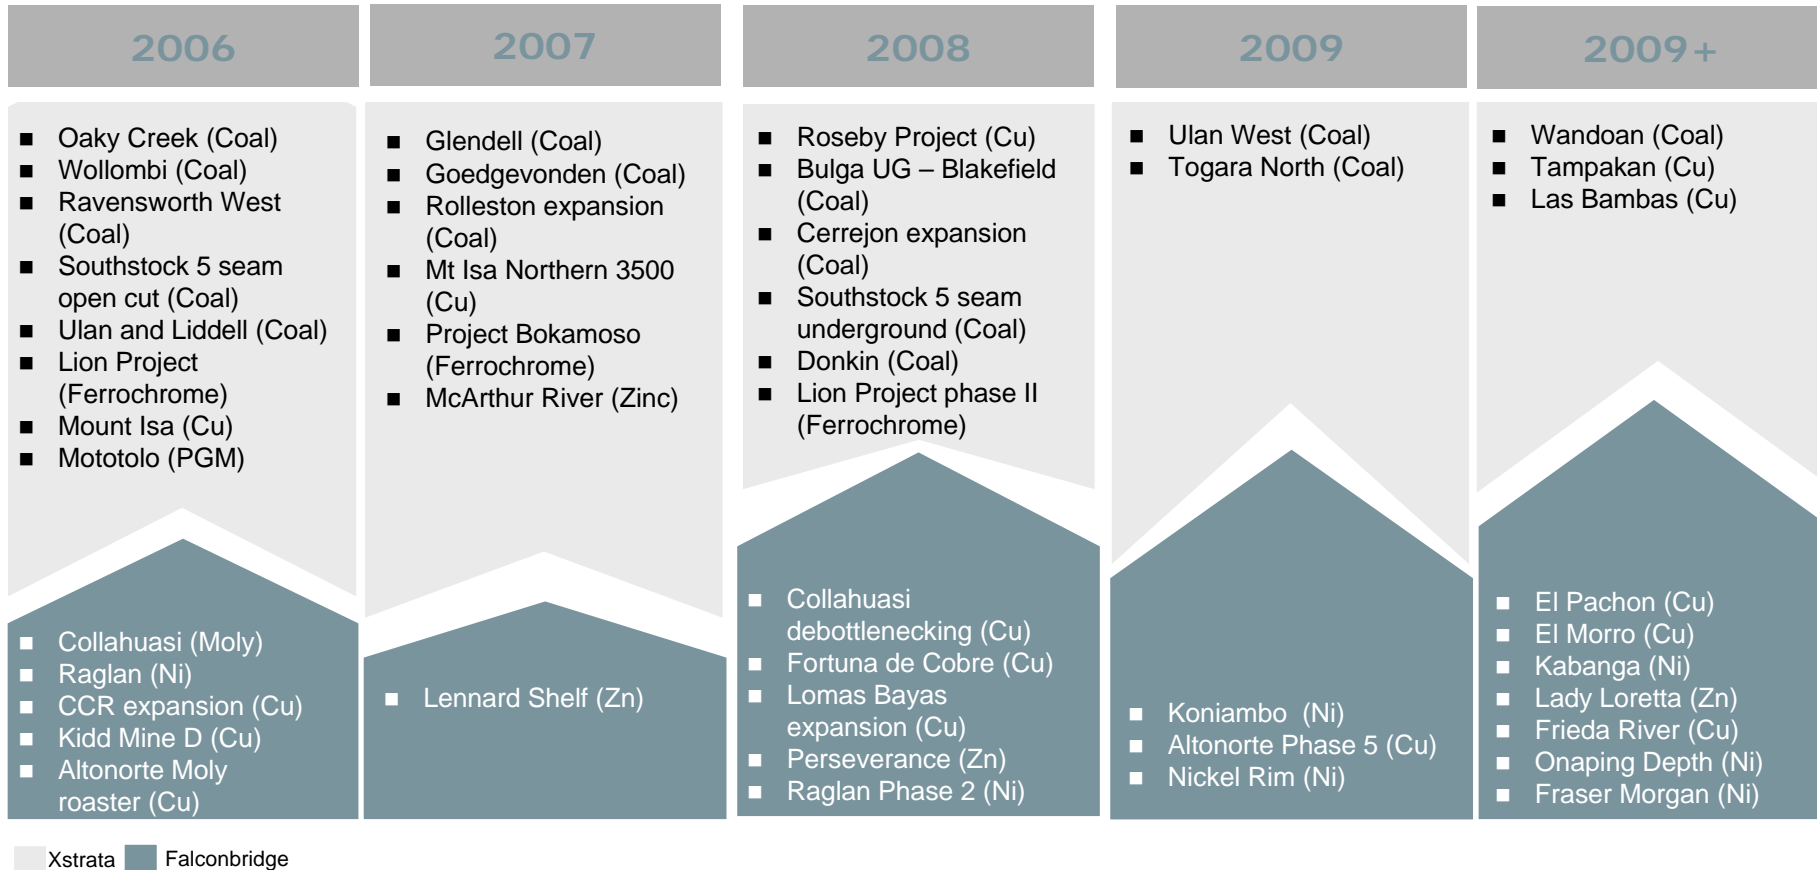 2006
2007
2008
2009
2009+
■ Oaky Creek (Coal)
■ Wollombi (Coal)
■ Ravensworth West
(Coal)
■ Southstock 5 seam
open cut (Coal)
■ Ulan and Liddell (Coal)
■ Lion Project
(Ferrochrome)
■ Mount Isa (Cu)
■ Mototolo (PGM)
■ Glendell (Coal)
■ Goedgevonden (Coal)
■ Rolleston expansion
(Coal)
■ Mt Isa Northern 3500
(Cu)
■ Project Bokamoso
(Ferrochrome)
■ McArthur River (Zinc)
■ Roseby Project (Cu)
■ Bulga UG – Blakefield
(Coal)
■ Cerrejon expansion
(Coal)
■ Southstock 5 seam
underground (Coal)
■ Donkin (Coal)
■ Lion Project phase II
(Ferrochrome)
■ Ulan West (Coal)
■ Togara North (Coal)
■ Wandoan (Coal)
■ Tampakan (Cu)
■ Las Bambas (Cu)
■ Collahuasi (Moly)
■ Raglan (Ni)
■ CCR expansion (Cu)
■ Kidd Mine D (Cu)
■ Altonorte Moly
roaster (Cu)
■ Lennard Shelf (Zn)
■ Collahuasi
debottlenecking (Cu)
■ Fortuna de Cobre (Cu)
■ Lomas Bayas
expansion (Cu)
■ Perseverance (Zn)
■ Raglan Phase 2 (Ni)
■ Koniambo (Ni)
■ Altonorte Phase 5 (Cu)
■ Nickel Rim (Ni)
■ El Pachon (Cu)
■ El Morro (Cu)
■ Kabanga (Ni)
■ Lady Loretta (Zn)
■ Frieda River (Cu)
■ Onaping Depth (Ni)
■ Fraser Morgan (Ni)
Xstrata Falconbridge